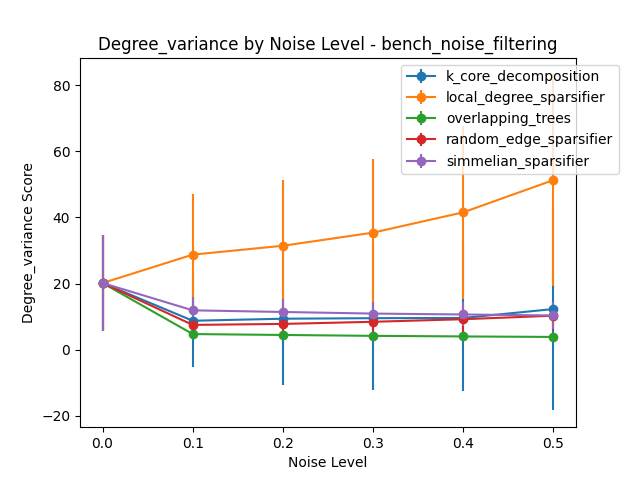 Degree_variance by Noise Level - bench_noise_filtering
k_core_decomposition
local_degree_sparsifier
overlapping_trees
random_edge_sparsifier
simmelian_sparsifier
Degree_variance Score
80
60
40
20
0
−20
0.0 0.1 0.2 0.3 0.4 0.5
Noise Level